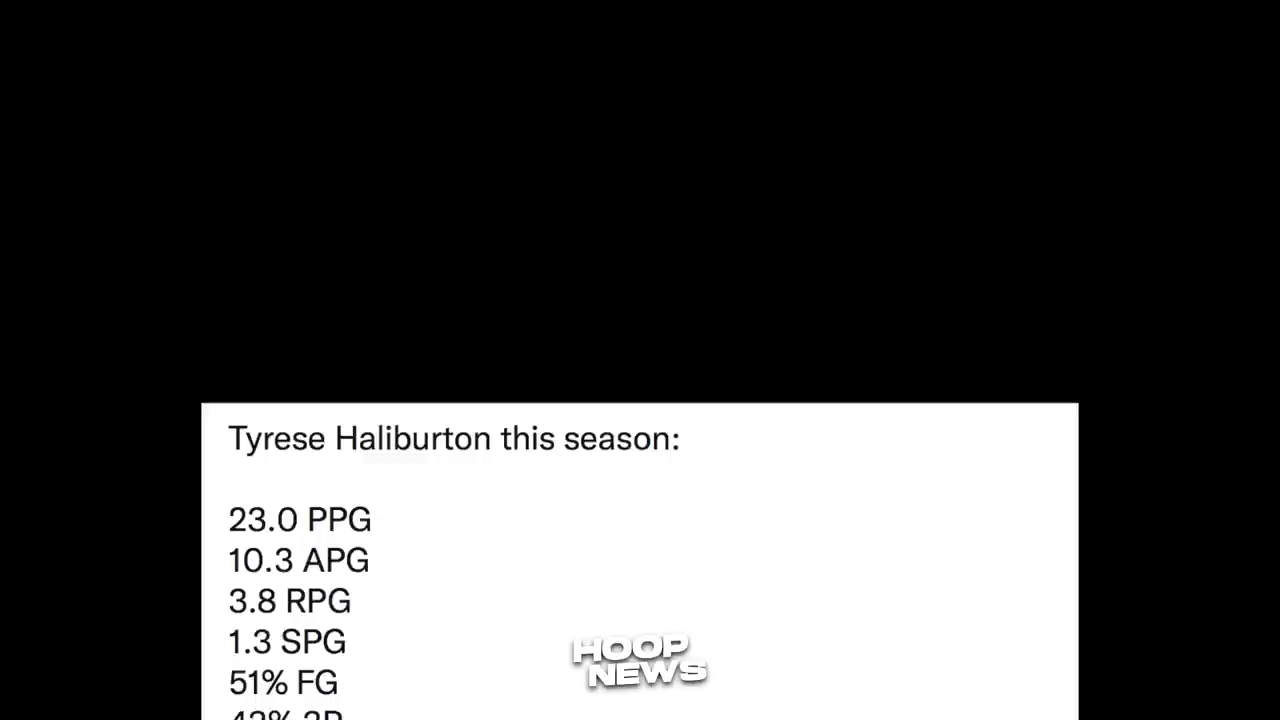 Tyrese Haliburton this season:
23.0 PPG
10.3 APG
3.8 RPG
1.3 SPG
51% FG
HOOP
NEWS